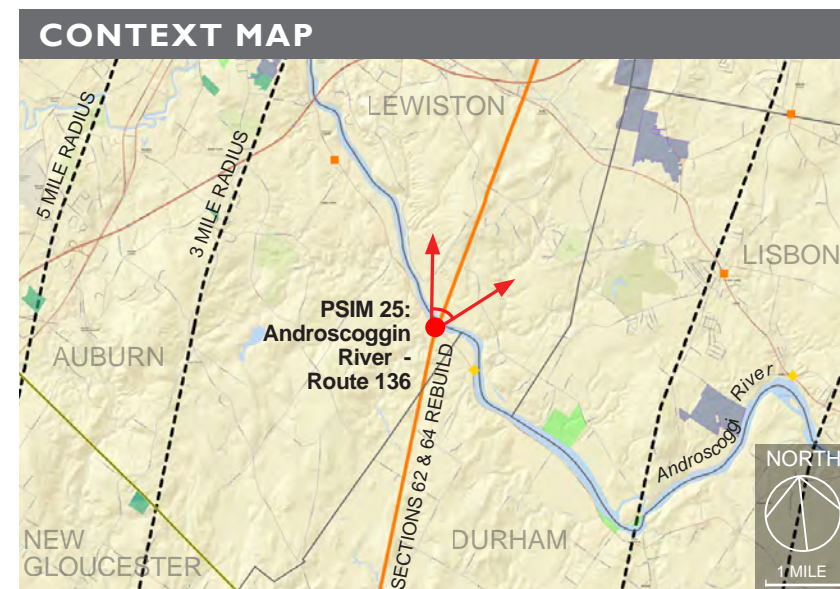 CONTEXT MAP
LEWISTON
5 MILE RADIUS
3 MILE RADIUS
LISBON
PSIM 25:
Androscoggin
River -
Route 136
AUBURN
SECTIONS 62 & 64 REBUILD
Androscoggi River
NORTH
NEW
GLOUCESTER
DURHAM
1 MILE